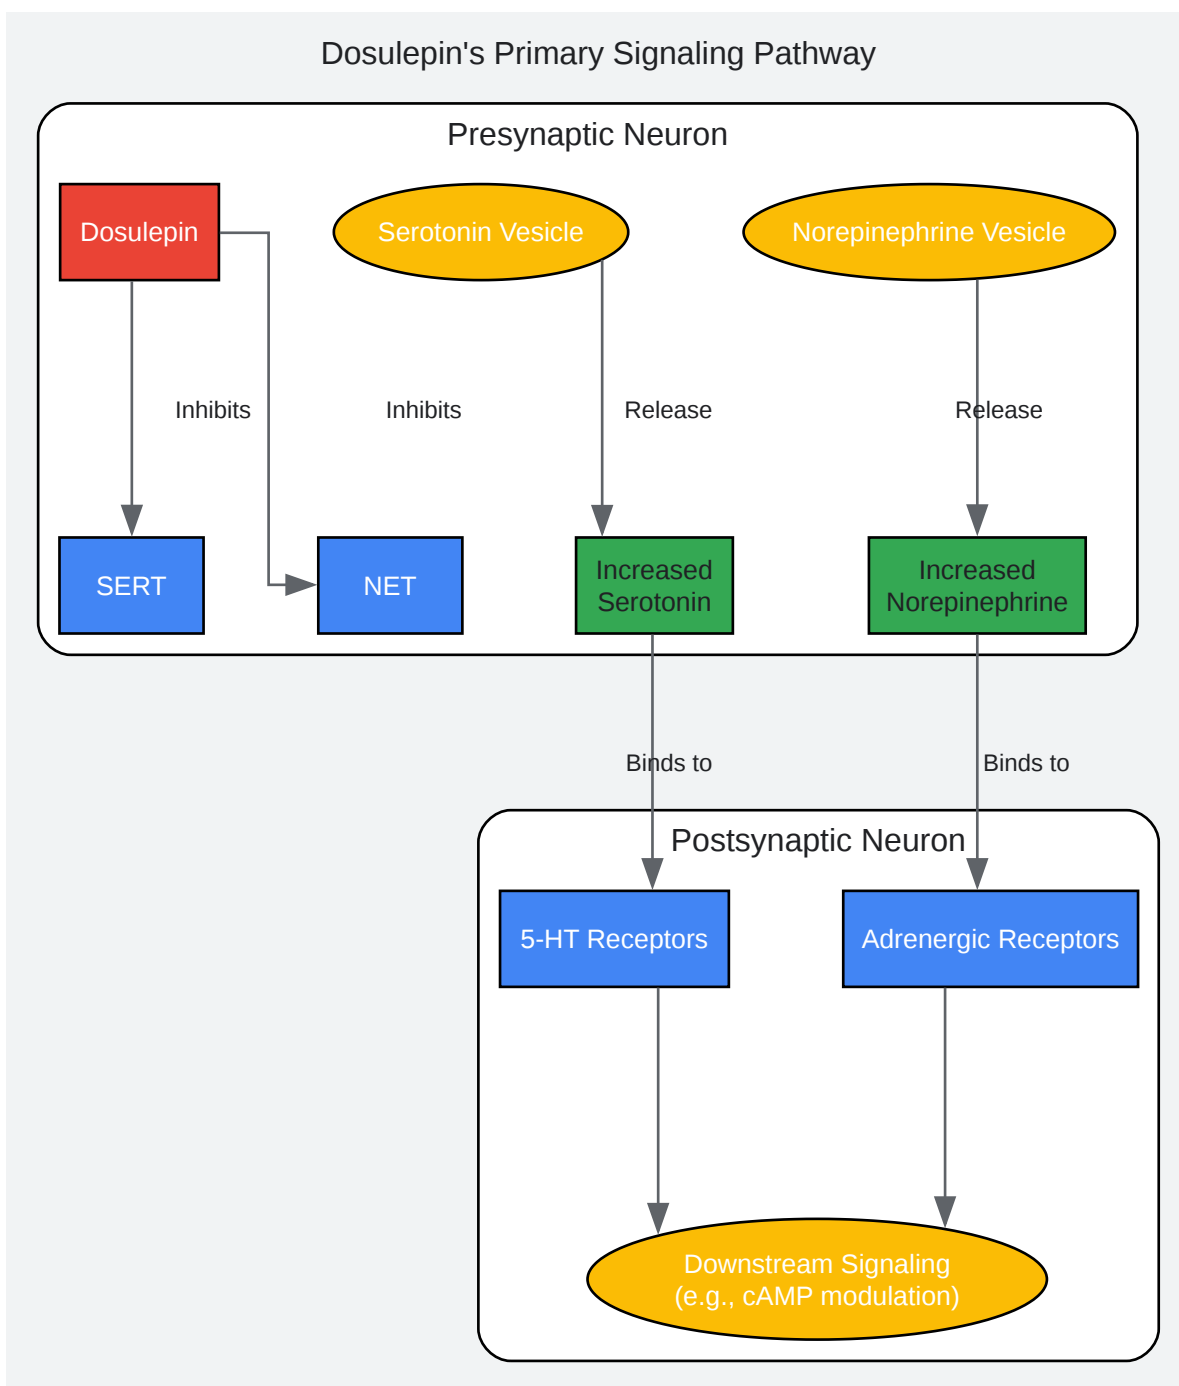 Dosulepin's Primary Signaling Pathway
Presynaptic Neuron
Dosulepin
Serotonin Vesicle
Norepinephrine Vesicle
Inhibits
Inhibits
Release
Release
SERT
NET
Increased
Serotonin
Increased
Norepinephrine
Binds to
Binds to
Postsynaptic Neuron
5-HT Receptors
Adrenergic Receptors
Downstream Signaling
(e.g., cAMP modulation)